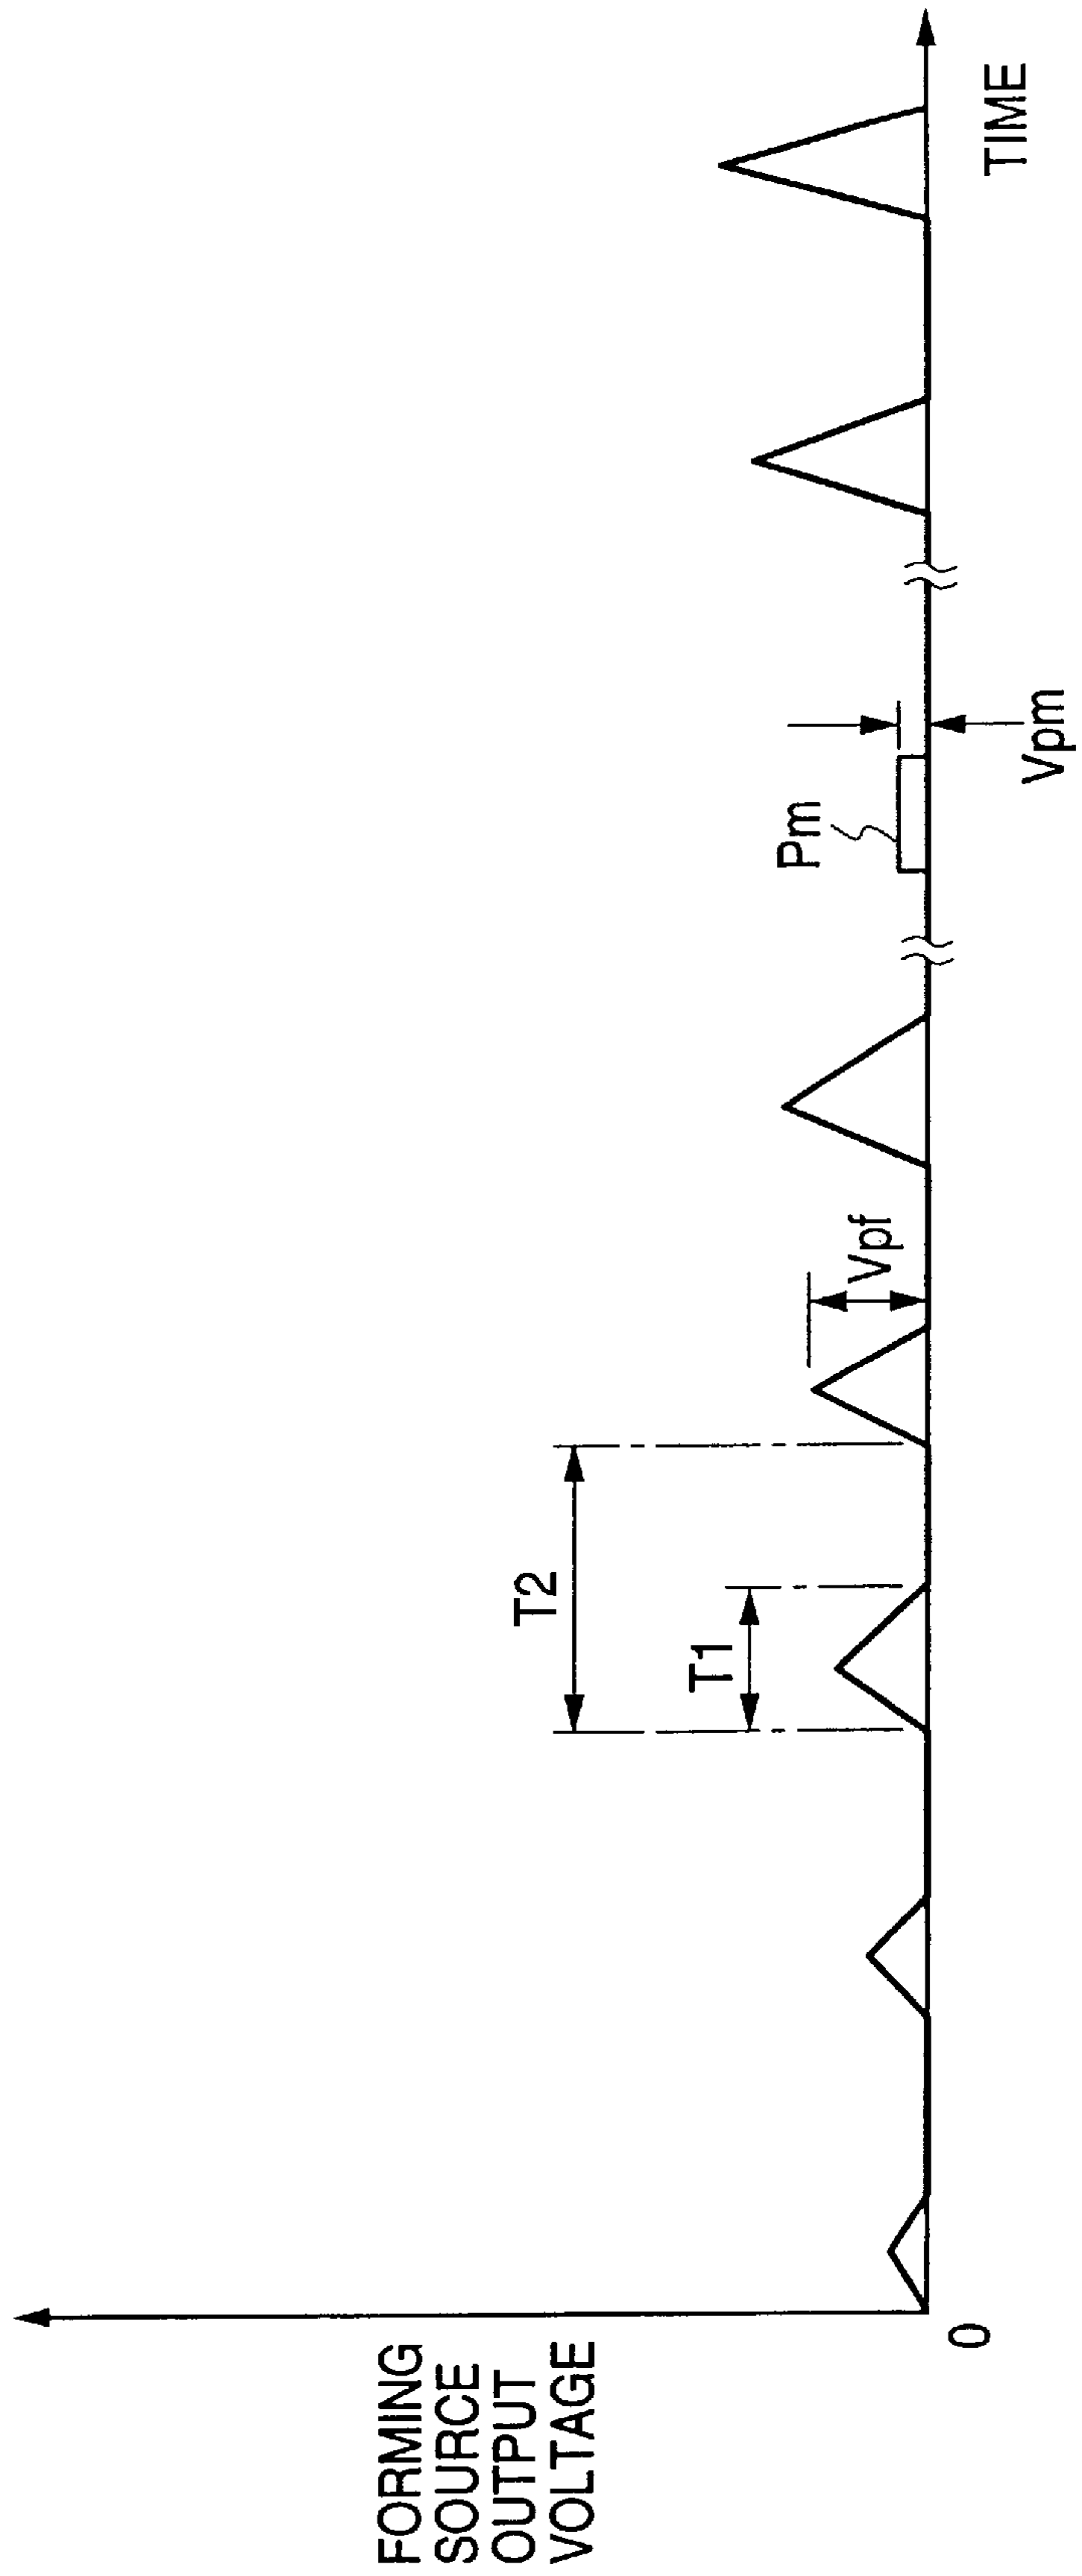 FORMING
SOURCE
OUTPUT
VOLTAGE
T2
T1
Vpf
Pm
Vpm
0
TIME